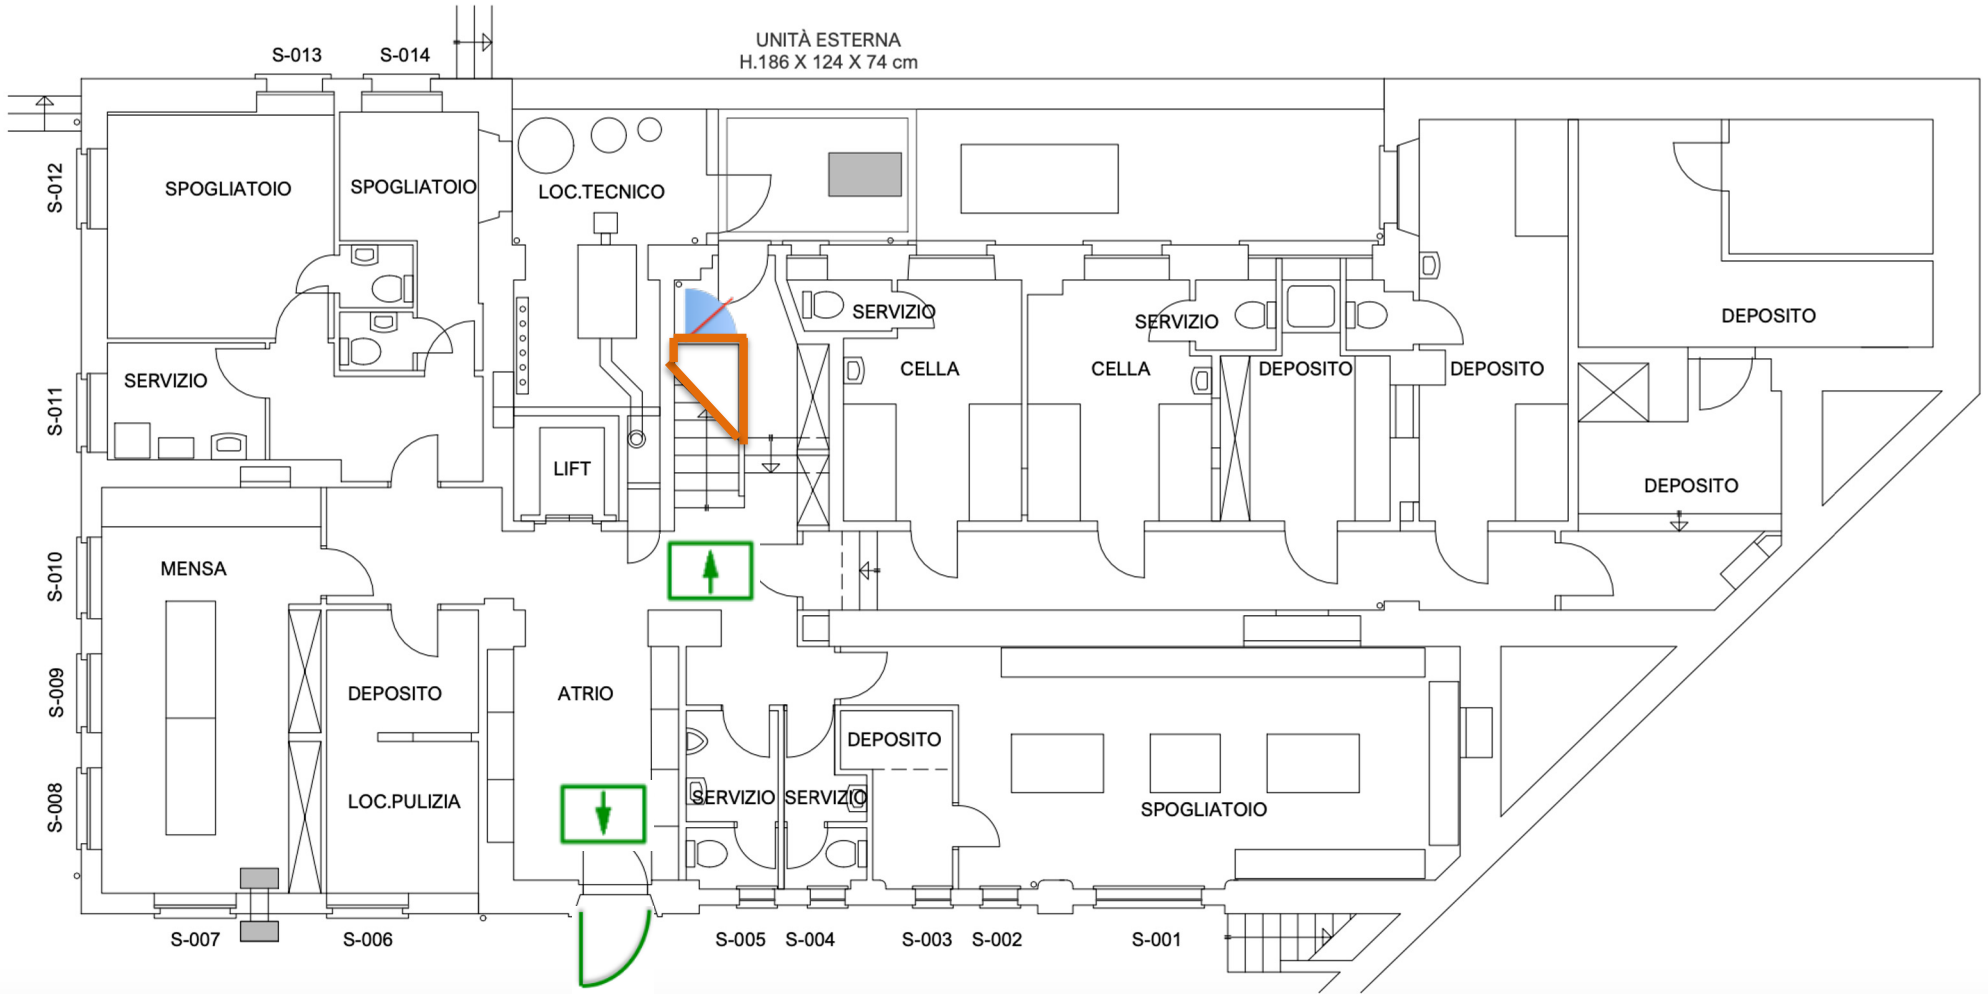 UNITÀ ESTERNA
H.186 X 124 X 74 cm
S-013
S-014
S-012
SPOGLIATOIO
SPOGLIATOIO
LOC.TECNICO
SERVIZIO
SERVIZIO
DEPOSITO
S-011
SERVIZIO
CELLA
CELLA
DEPOSITO
DEPOSITO
LIFT
DEPOSITO
S-010
MENSA
S-009
DEPOSITO
ATRIO
DEPOSITO
S-008
LOC.PULIZIA
SERVIZIO
SERVIZIO
SPOGLIATOIO
S-007
S-006
S-005
S-004
S-003
S-002
S-001